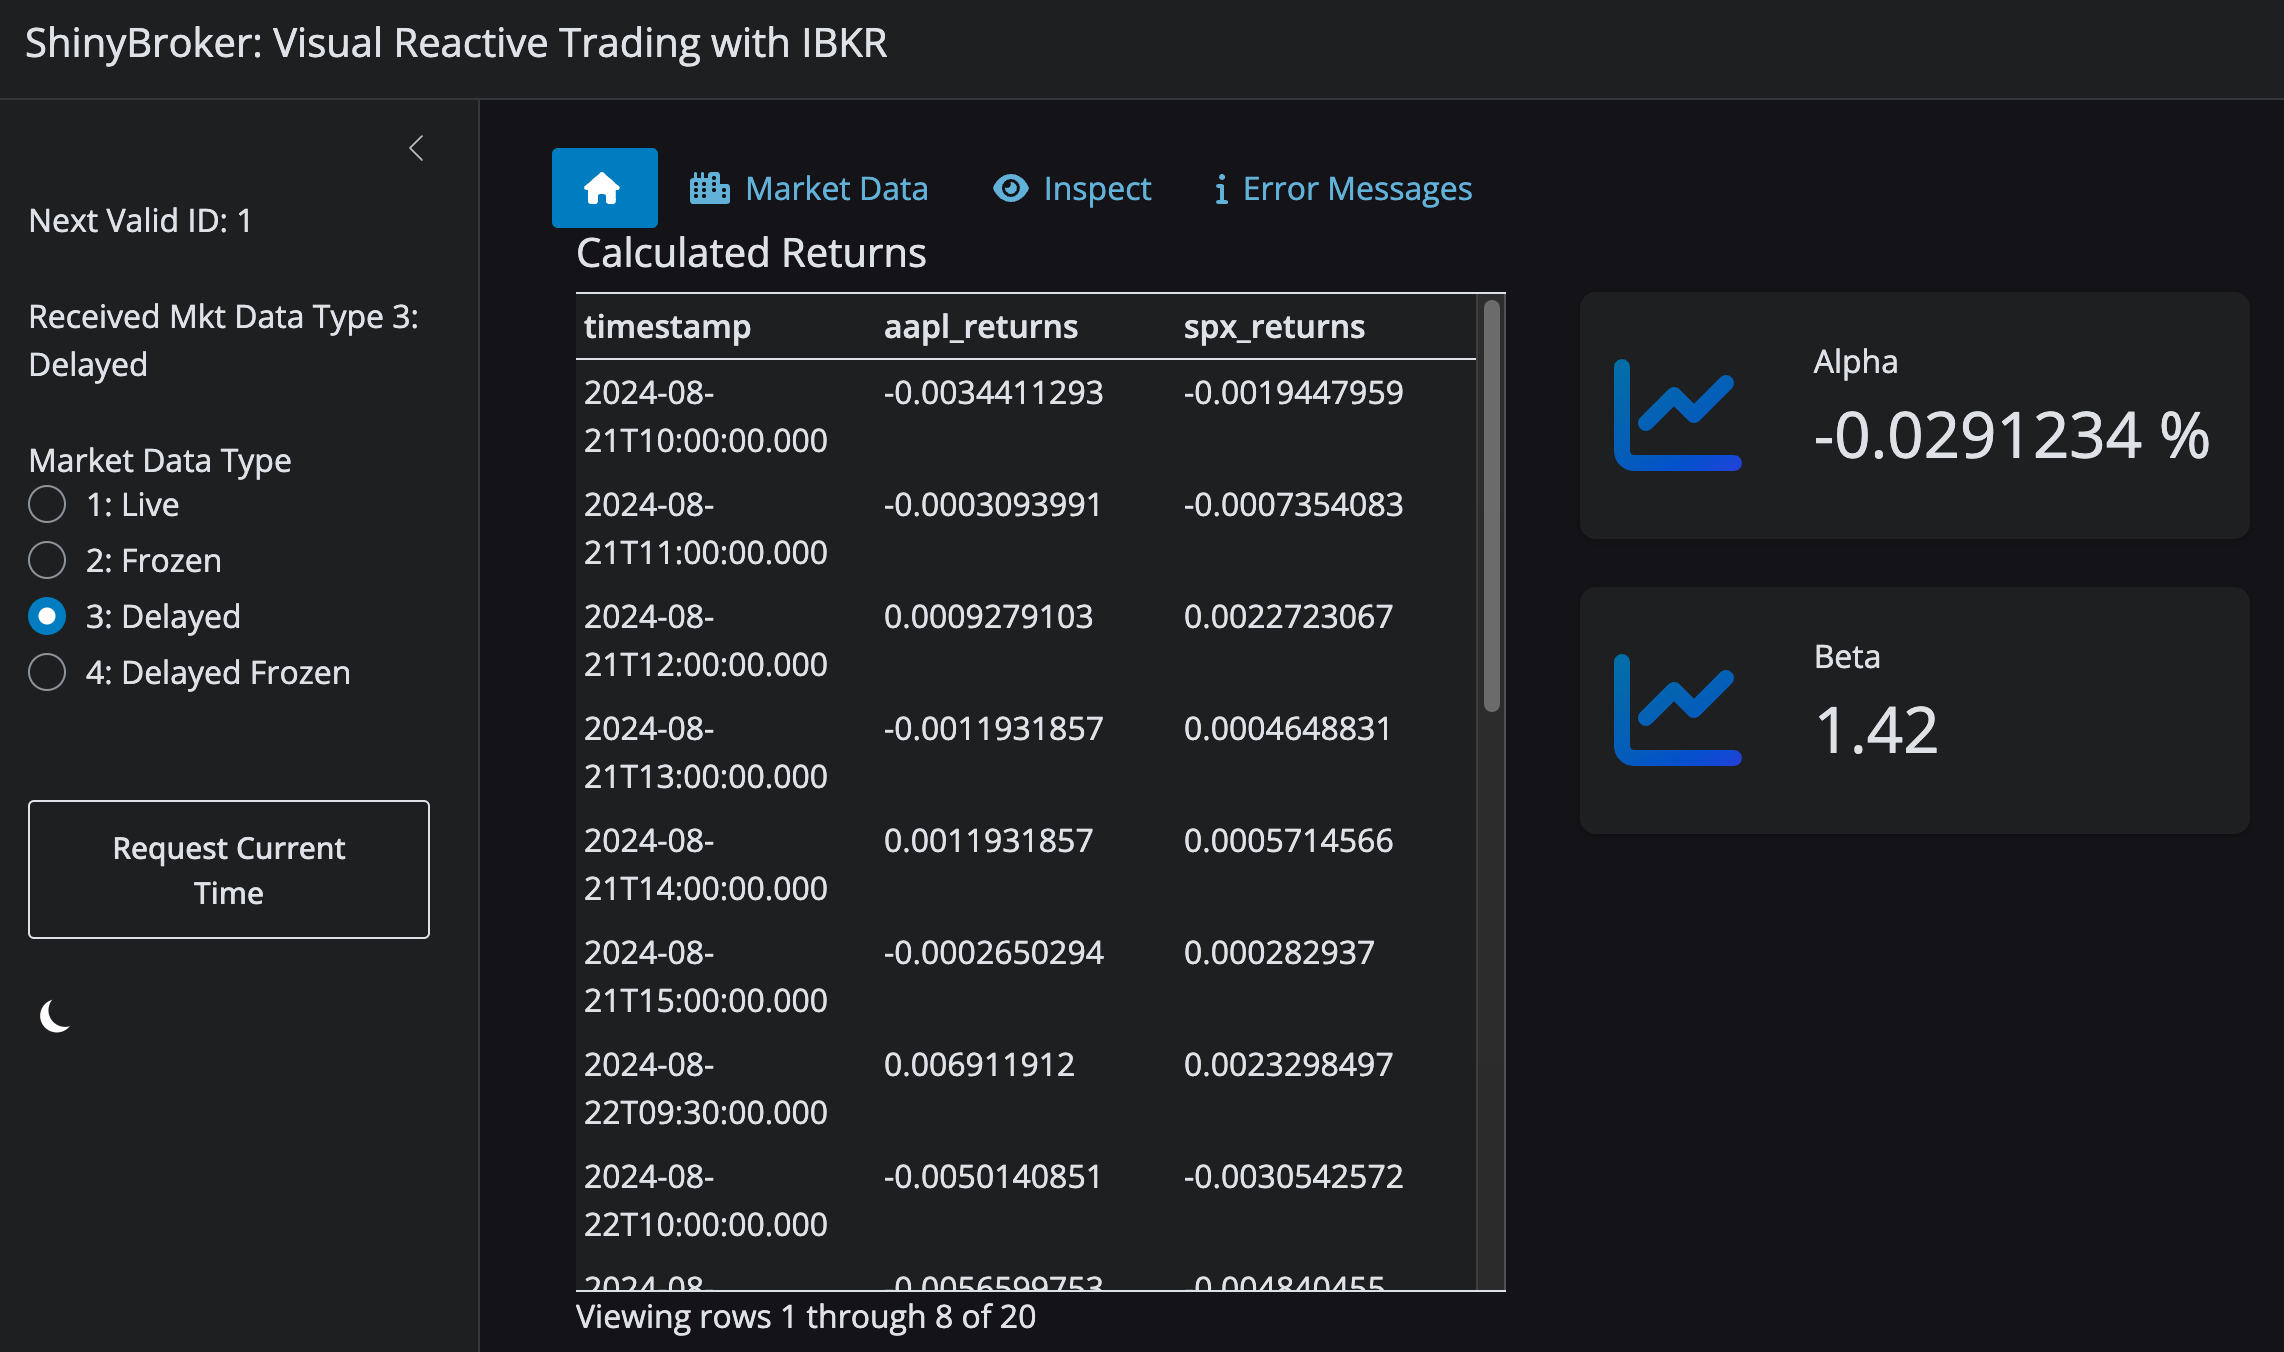 ShinyBroker: Visual Reactive Trading with IBKR
Next Valid ID: 1
Received Mkt Data Type 3:
Delayed
Market Data Type
1: Live
2: Frozen
3: Delayed
4: Delayed Frozen
Request Current
Time
Market Data Inspect Error Messages
Calculated Returns
timestamp aapl_returns spx_returns
2024-08- -0.0034411293 -0.0019447959
21T10:00:00.000
2024-08- -0.0003093991 -0.0007354083
21T11:00:00.000
2024-08- 0.0009279103 0.0022723067
21T12:00:00.000
2024-08- -0.0011931857 0.0004648831
21T13:00:00.000
2024-08- 0.0011931857 0.0005714566
21T14:00:00.000
2024-08- -0.0002650294 0.000282937
21T15:00:00.000
2024-08- 0.006911912 0.0023298497
22T09:30:00.000
2024-08- -0.0050140851 -0.0030542572
22T10:00:00.000
2024-08- -0.0056599753 -0.004840455
Viewing rows 1 through 8 of 20
Alpha
-0.0291234 %
Beta
1.42